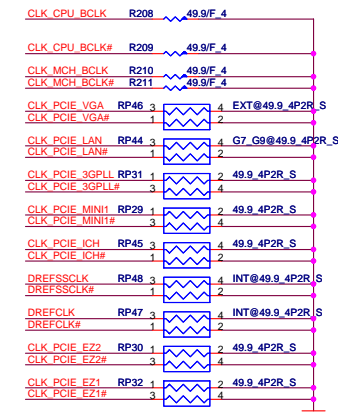 CLK_CPU_BCLK R208 49.9/F_4
CLK_CPU_BCLK# R209 49.9/F_4
CLK_MCH_BCLK R210 49.9/F_4
CLK_MCH_BCLK# R211 49.9/F_4
CLK_PCIE_VGA RP46 3 4 EXT@49.9_4P2R_S
CLK_PCIE_VGA# 1 2
CLK_PCIE_LAN RP44 3 4 G7_G9@49.9_4P2R_S
CLK_PCIE_LAN# 1 2
CLK_PCIE_3GPLL RP31 1 2 49.9_4P2R_S
CLK_PCIE_3GPLL# 3 4
CLK_PCIE_MINI1 RP29 1 2 49.9_4P2R_S
CLK_PCIE_MINI1# 3 4
CLK_PCIE_ICH RP45 3 4 49.9_4P2R_S
CLK_PCIE_ICH# 1 2
DREFSSCLK RP48 3 4 INT@49.9_4P2R_S
DREFSSCLK# 1 2
DREFCLK RP47 3 4 INT@49.9_4P2R_S
DREFCLK# 1 2
CLK_PCIE_EZ2 RP30 1 2 49.9_4P2R_S
CLK_PCIE_EZ2# 3 4
CLK_PCIE_EZ1 RP32 1 2 49.9_4P2R_S
CLK_PCIE_EZ1# 3 4